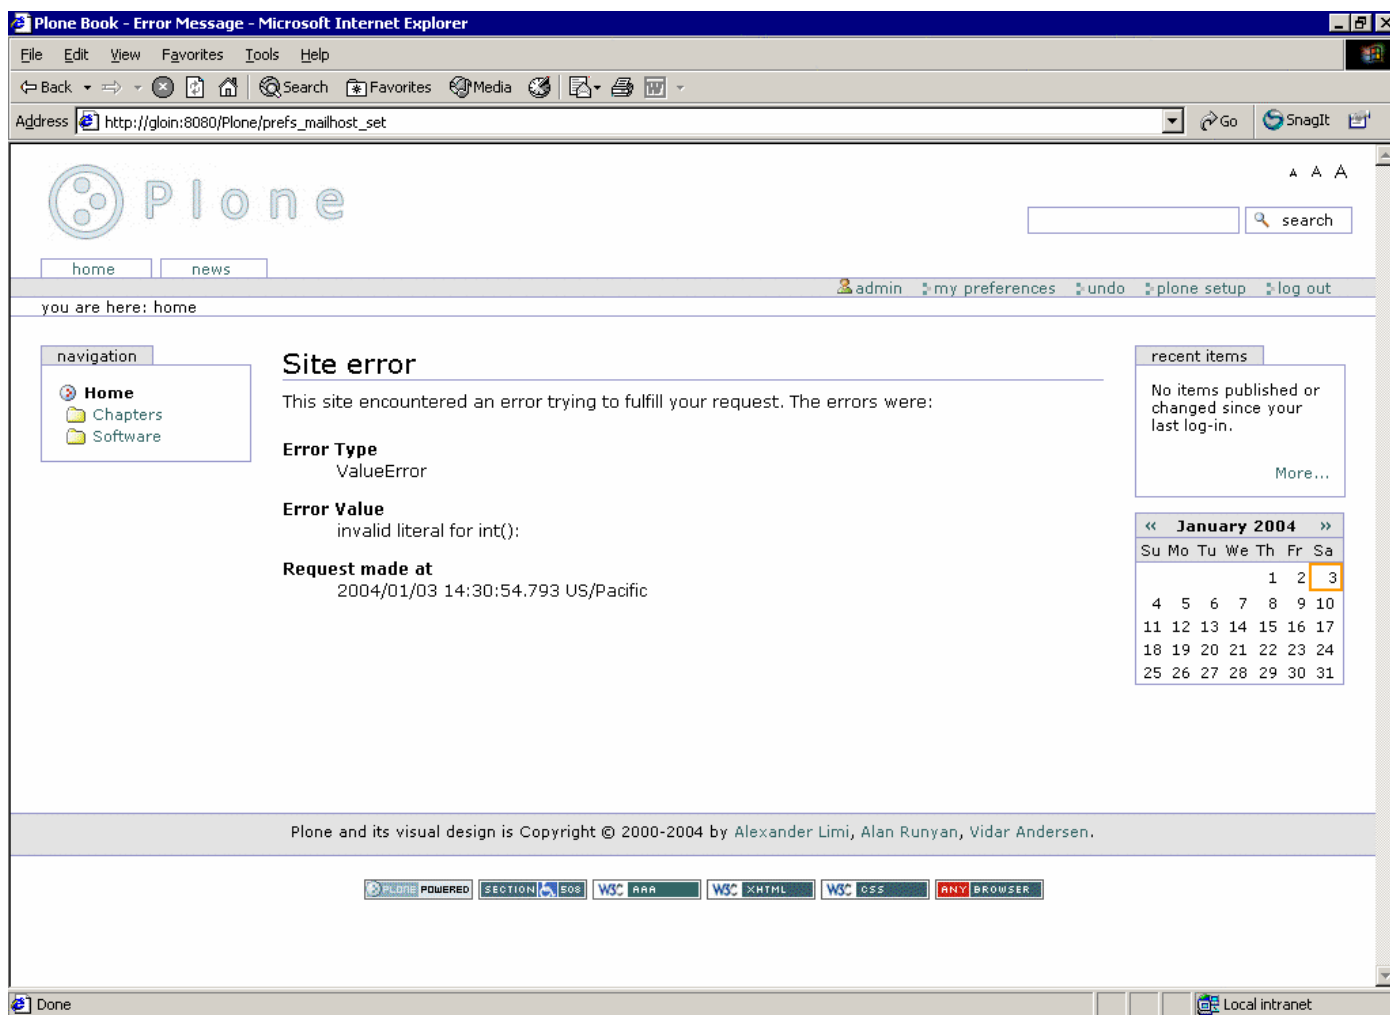 Plone Book - Error Message - Microsoft Internet Explorer
File Edit View Favorites Tools Help
Back Search Favorites Media
Address http://gloin:8080/Plone/prefs_mailhost_set Go SnagIt
Plone
A A A
search
home news
admin my preferences undo plone setup log out
you are here: home
navigation
Home
Chapters
Software
Site error
This site encountered an error trying to fulfill your request. The errors were:
Error Type
ValueError
Error Value
invalid literal for int():
Request made at
2004/01/03 14:30:54.793 US/Pacific
recent items
No items published or
changed since your
last log-in.
More...
« January 2004 »
Su Mo Tu We Th Fr Sa
1 2 3
4 5 6 7 8 9 10
11 12 13 14 15 16 17
18 19 20 21 22 23 24
25 26 27 28 29 30 31
Plone and its visual design is Copyright © 2000-2004 by Alexander Limi, Alan Runyan, Vidar Andersen.
PLONE POWERED SECTION 508 W3C AAA W3C XHTML W3C CSS ANY BROWSER
Done Local intranet